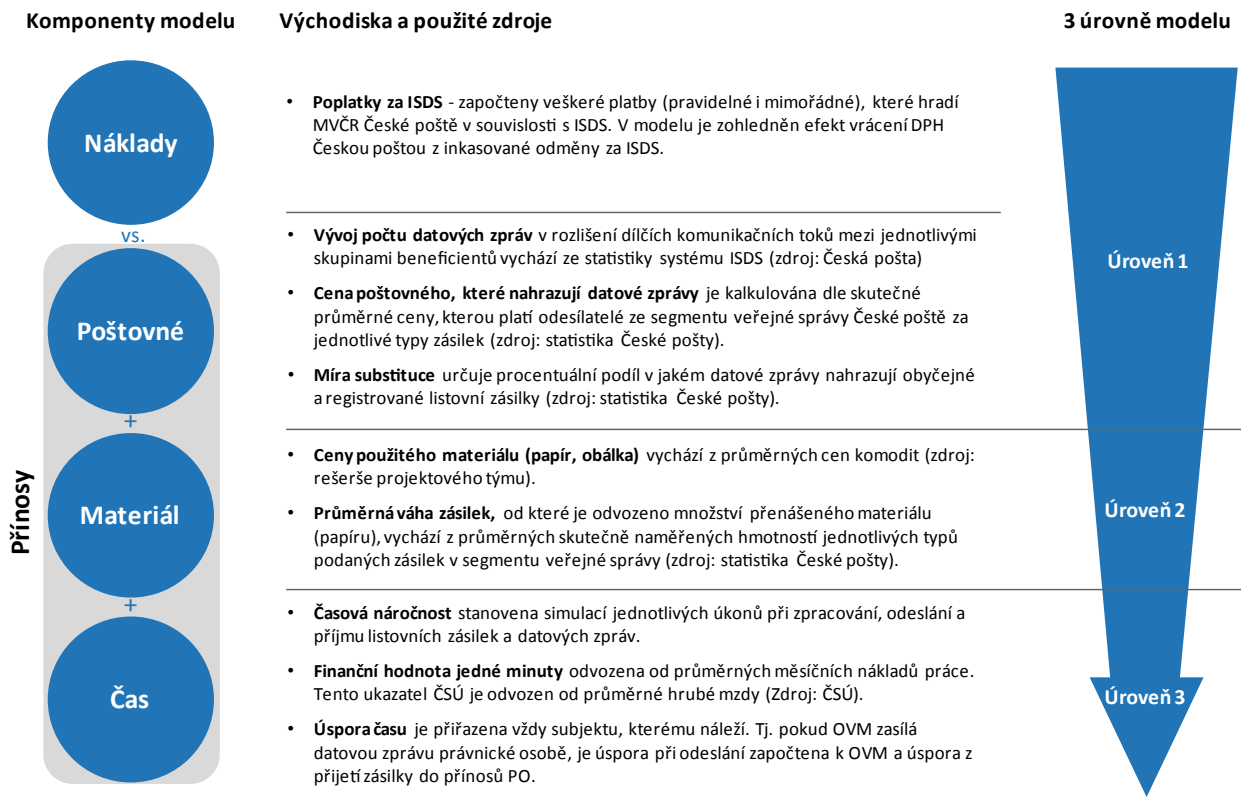 Komponenty modelu
Východiska a použité zdroje
3 úrovně modelu
Náklady
• Poplatky za ISDS - započteny veškeré platby (pravidelné i mimořádné), které hradí
MVČR České poště v souvislosti s ISDS. V modelu je zohledněn efekt vrácení DPH
Českou poštou z inkasované odměny za ISDS.
vs.
Přínosy
Poštovné
• Vývoj počtu datových zpráv v rozlišení dílčích komunikačních toků mezi jednotlivými
skupinami beneficientů vychází ze statistiky systému ISDS (zdroj: Česká pošta)
• Cena poštovného, které nahrazují datové zprávy je kalkulována dle skutečné
průměrné ceny, kterou platí odesílatelé ze segmentu veřejné správy České poště za
jednotlivé typy zásilek (zdroj: statistika České pošty).
• Míra substituce určuje procentuální podíl v jakém datové zprávy nahrazují obyčejné
a registrované listovní zásilky (zdroj: statistika České pošty).
Úroveň 1
+
Materiál
• Ceny použitého materiálu (papír, obálka) vychází z průměrných cen komodit (zdroj:
rešerše projektového týmu).
• Průměrná váha zásilek, od které je odvozeno množství přenášeného materiálu
(papíru), vychází z průměrných skutečně naměřených hmotností jednotlivých typů
podaných zásilek v segmentu veřejné správy (zdroj: statistika České pošty).
Úroveň 2
+
Čas
• Časová náročnost stanovena simulací jednotlivých úkonů při zpracování, odeslání a
příjmu listovních zásilek a datových zpráv.
• Finanční hodnota jedné minuty odvozena od průměrných měsíčních nákladů práce.
Tento ukazatel ČSÚ je odvozen od průměrné hrubé mzdy (Zdroj: ČSÚ).
• Úspora času je přiřazena vždy subjektu, kterému náleží. Tj. pokud OVM zasílá
datovou zprávu právnické osobě, je úspora při odeslání započtena k OVM a úspora z
přijetí zásilky do přínosů PO.
Úroveň 3